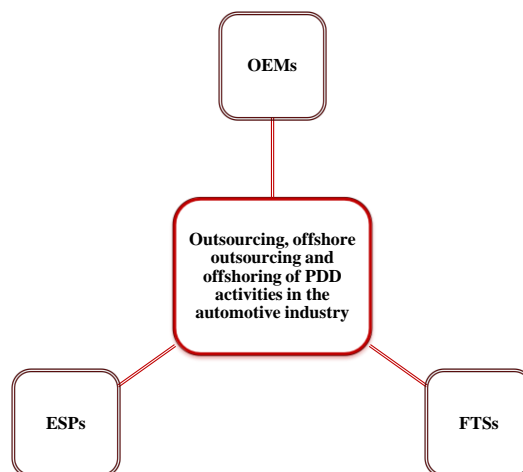 OEMs
Outsourcing, offshore
outsourcing and
offshoring of PDD
activities in the
automotive industry
ESPs
FTSs